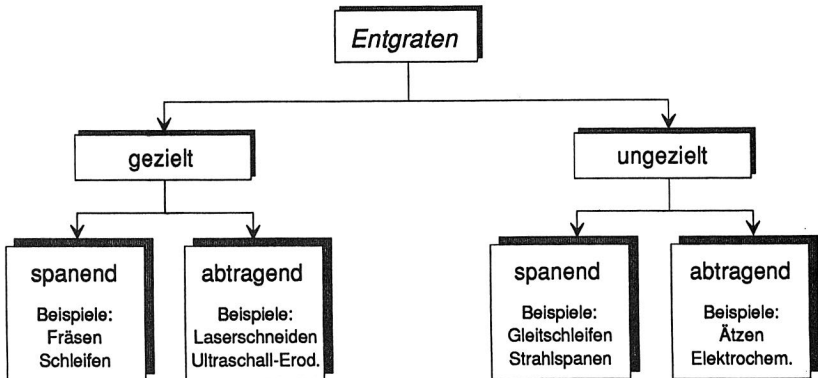 Entgraten
gezielt
ungezielt
spanend
Beispiele:
Fräsen
Schleifen
abtragend
Beispiele:
Laserschneiden
Ultraschall-Erod.
spanend
Beispiele:
Gleitschleifen
Strahlspanen
abtragend
Beispiele:
Ätzen
Elektrochem.